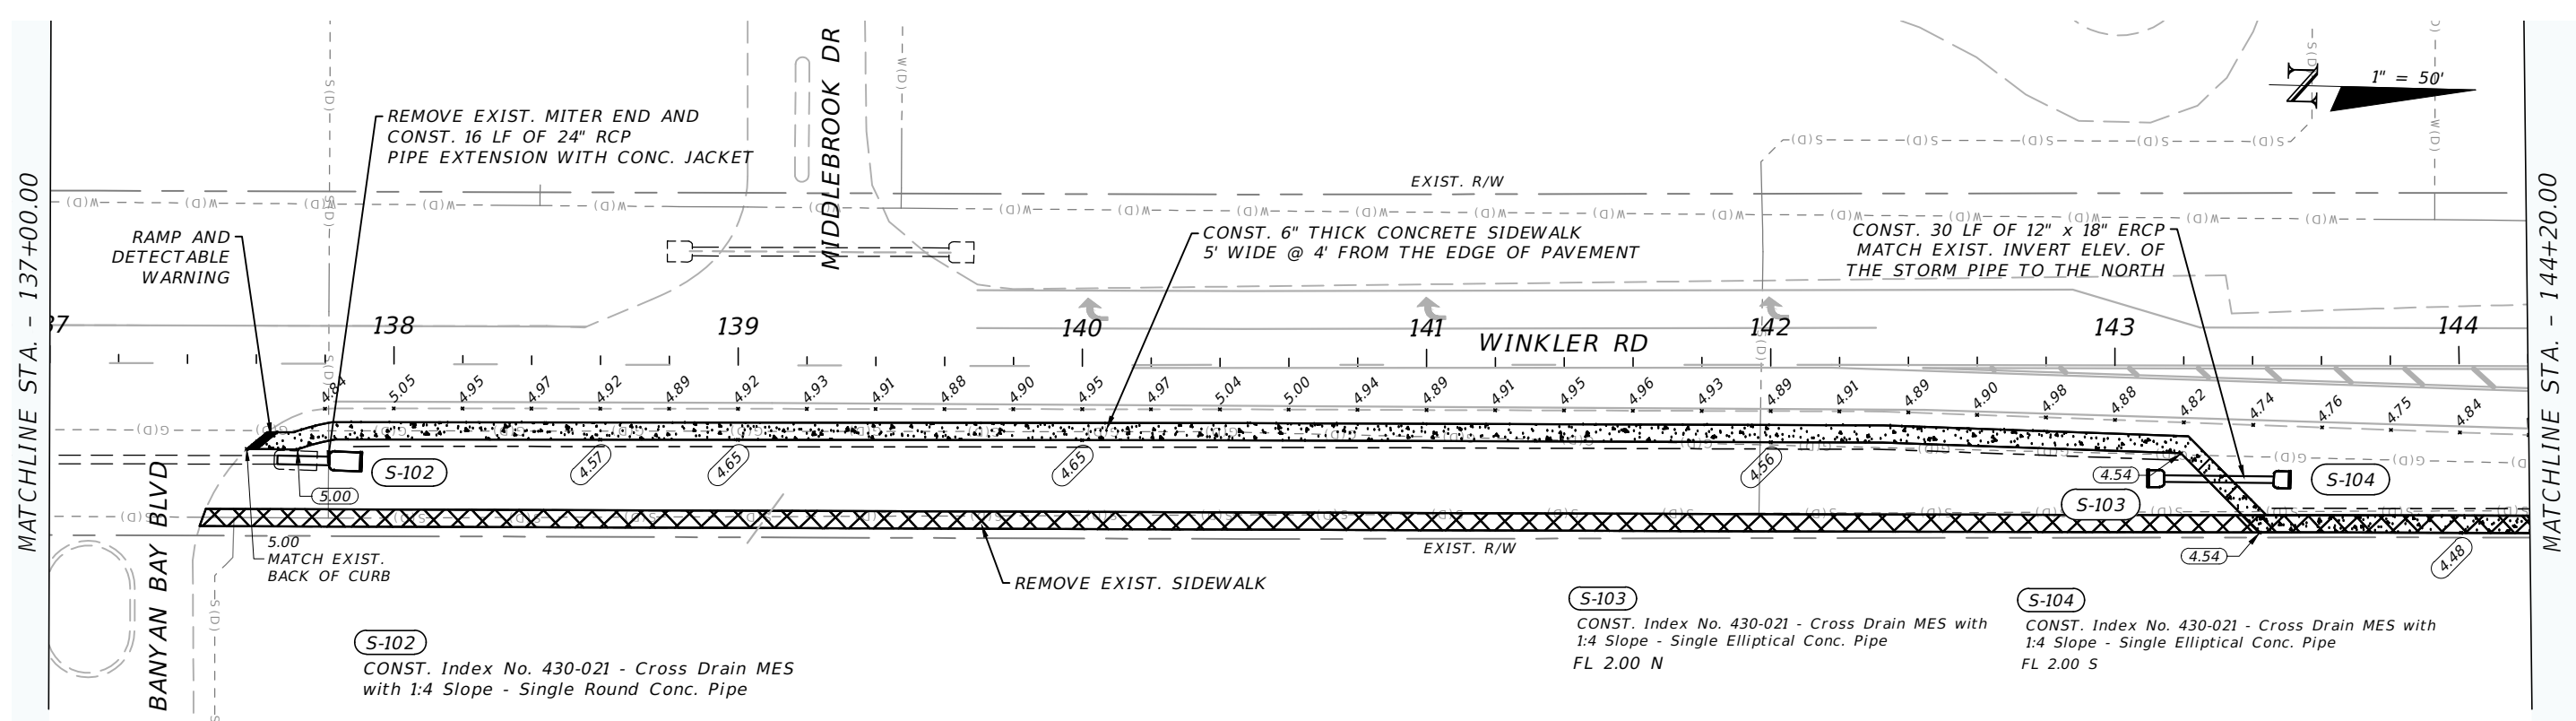 MATCHLINE STA. - 137+00.00
REMOVE EXIST. MITER END AND
CONST. 16 LF OF 24" RCP
PIPE EXTENSION WITH CONC. JACKET
MIDDLEBROOK DR
N
1" = 50'
EXIST. R/W
RAMP AND
DETECTABLE
WARNING
CONST. 6" THICK CONCRETE SIDEWALK
5' WIDE @ 4' FROM THE EDGE OF PAVEMENT
CONST. 30 LF OF 12" x 18" ERCP
MATCH EXIST. INVERT ELEV. OF
THE STORM PIPE TO THE NORTH
37 138 139 140 141 142 143 144
WINKLER RD
4.84 5.05 4.95 4.97 4.92 4.89 4.92 4.93 4.91 4.88 4.90 4.95 4.97 5.04 5.00 4.94 4.89 4.91 4.95 4.96 4.93 4.89 4.91 4.89 4.90 4.98 4.88 4.82 4.74 4.76 4.75 4.84
S-102
4.57 4.65 4.65 4.56 4.54
S-104
5.00
S-103
BANYAN BAY BLVD
5.00
MATCH EXIST.
BACK OF CURB
EXIST. R/W
4.54
4.48
REMOVE EXIST. SIDEWALK
MATCHLINE STA. - 144+20.00
S-102
CONST. Index No. 430-021 - Cross Drain MES
with 1:4 Slope - Single Round Conc. Pipe
S-103
CONST. Index No. 430-021 - Cross Drain MES with
1:4 Slope - Single Elliptical Conc. Pipe
FL 2.00 N
S-104
CONST. Index No. 430-021 - Cross Drain MES with
1:4 Slope - Single Elliptical Conc. Pipe
FL 2.00 S